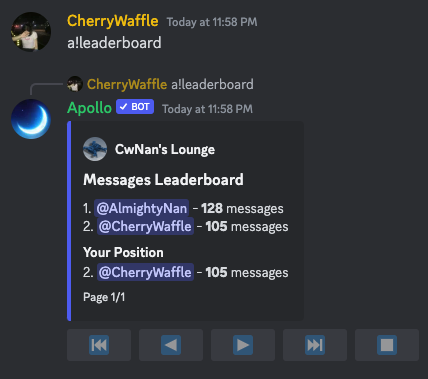 CherryWaffle Today at 11:58 PM
a!leaderboard
CherryWaffle a!leaderboard
Apollo ✓ BOT Today at 11:58 PM
CwNan's Lounge
Messages Leaderboard
1. @AlmightyNan - 128 messages
2. @CherryWaffle - 105 messages
Your Position
2. @CherryWaffle - 105 messages
Page 1/1